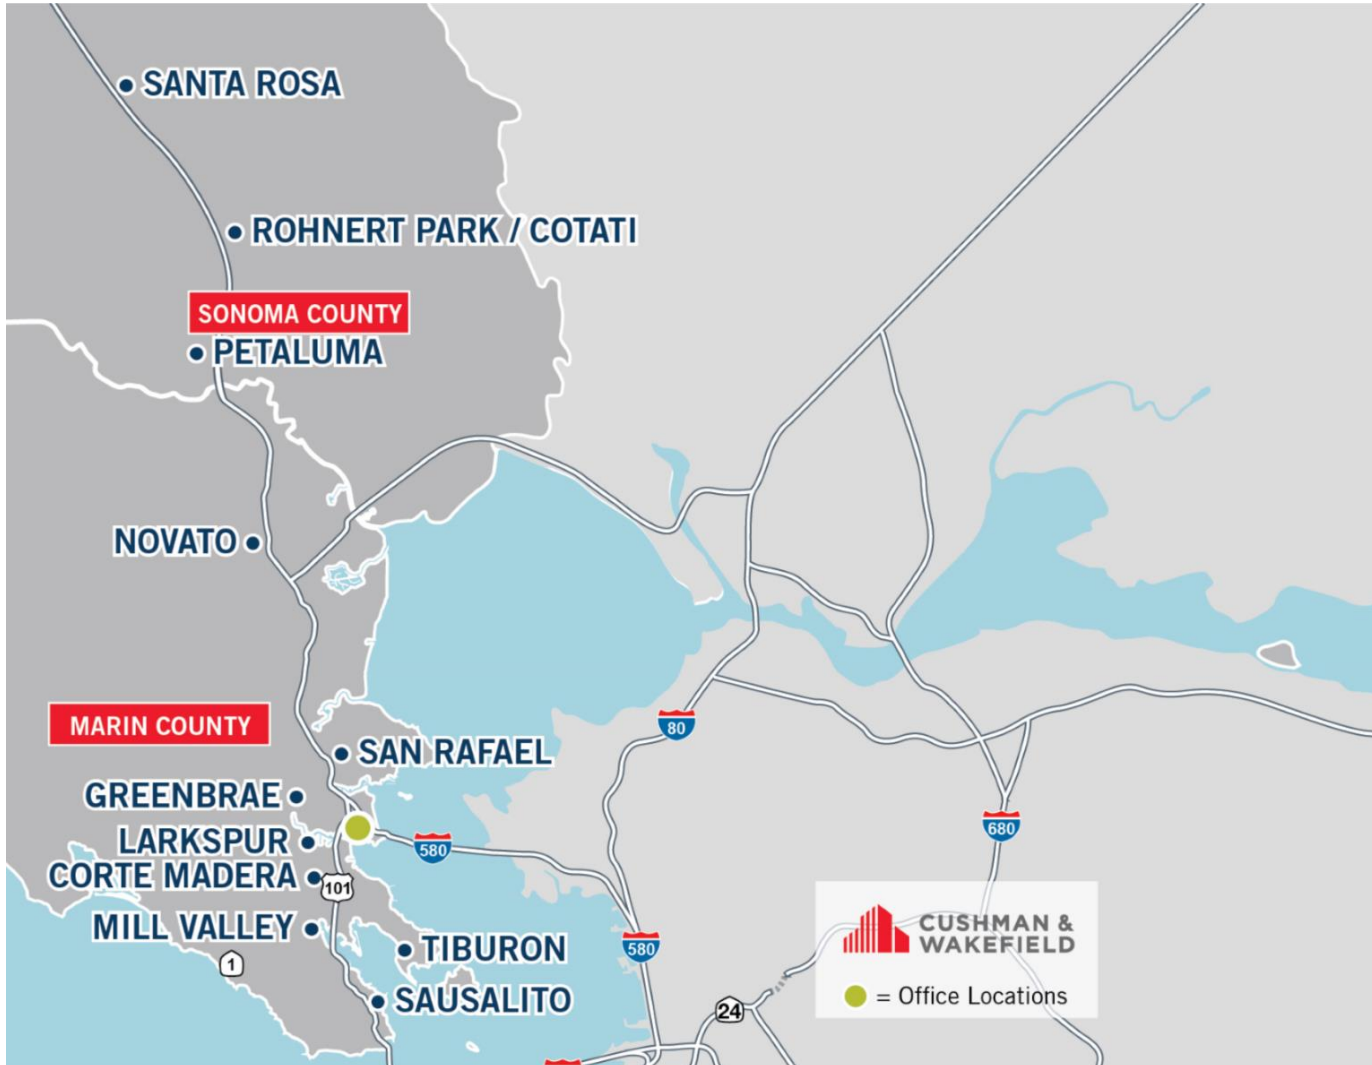 SANTA ROSA
ROHNERT PARK / COTATI
SONOMA COUNTY
PETALUMA
NOVATO
MARIN COUNTY
80
SAN RAFAEL
GREENBRAE
LARKSPUR
580
680
CORTE MADERA
101
MILL VALLEY
TIBURON
580
1
SAUSALITO
24
CUSHMAN &
WAKEFIELD
= Office Locations